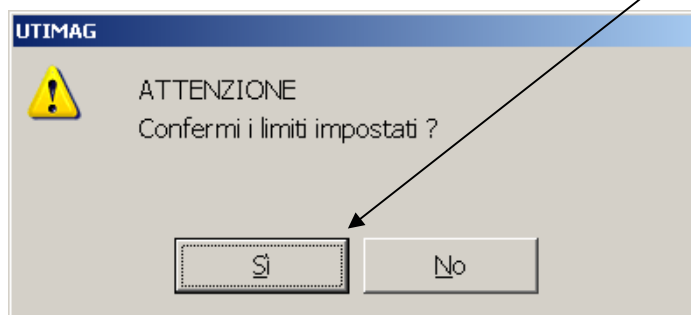 UTIMAG
ATTENZIONE
Confermi i limiti impostati ?
Sì
No